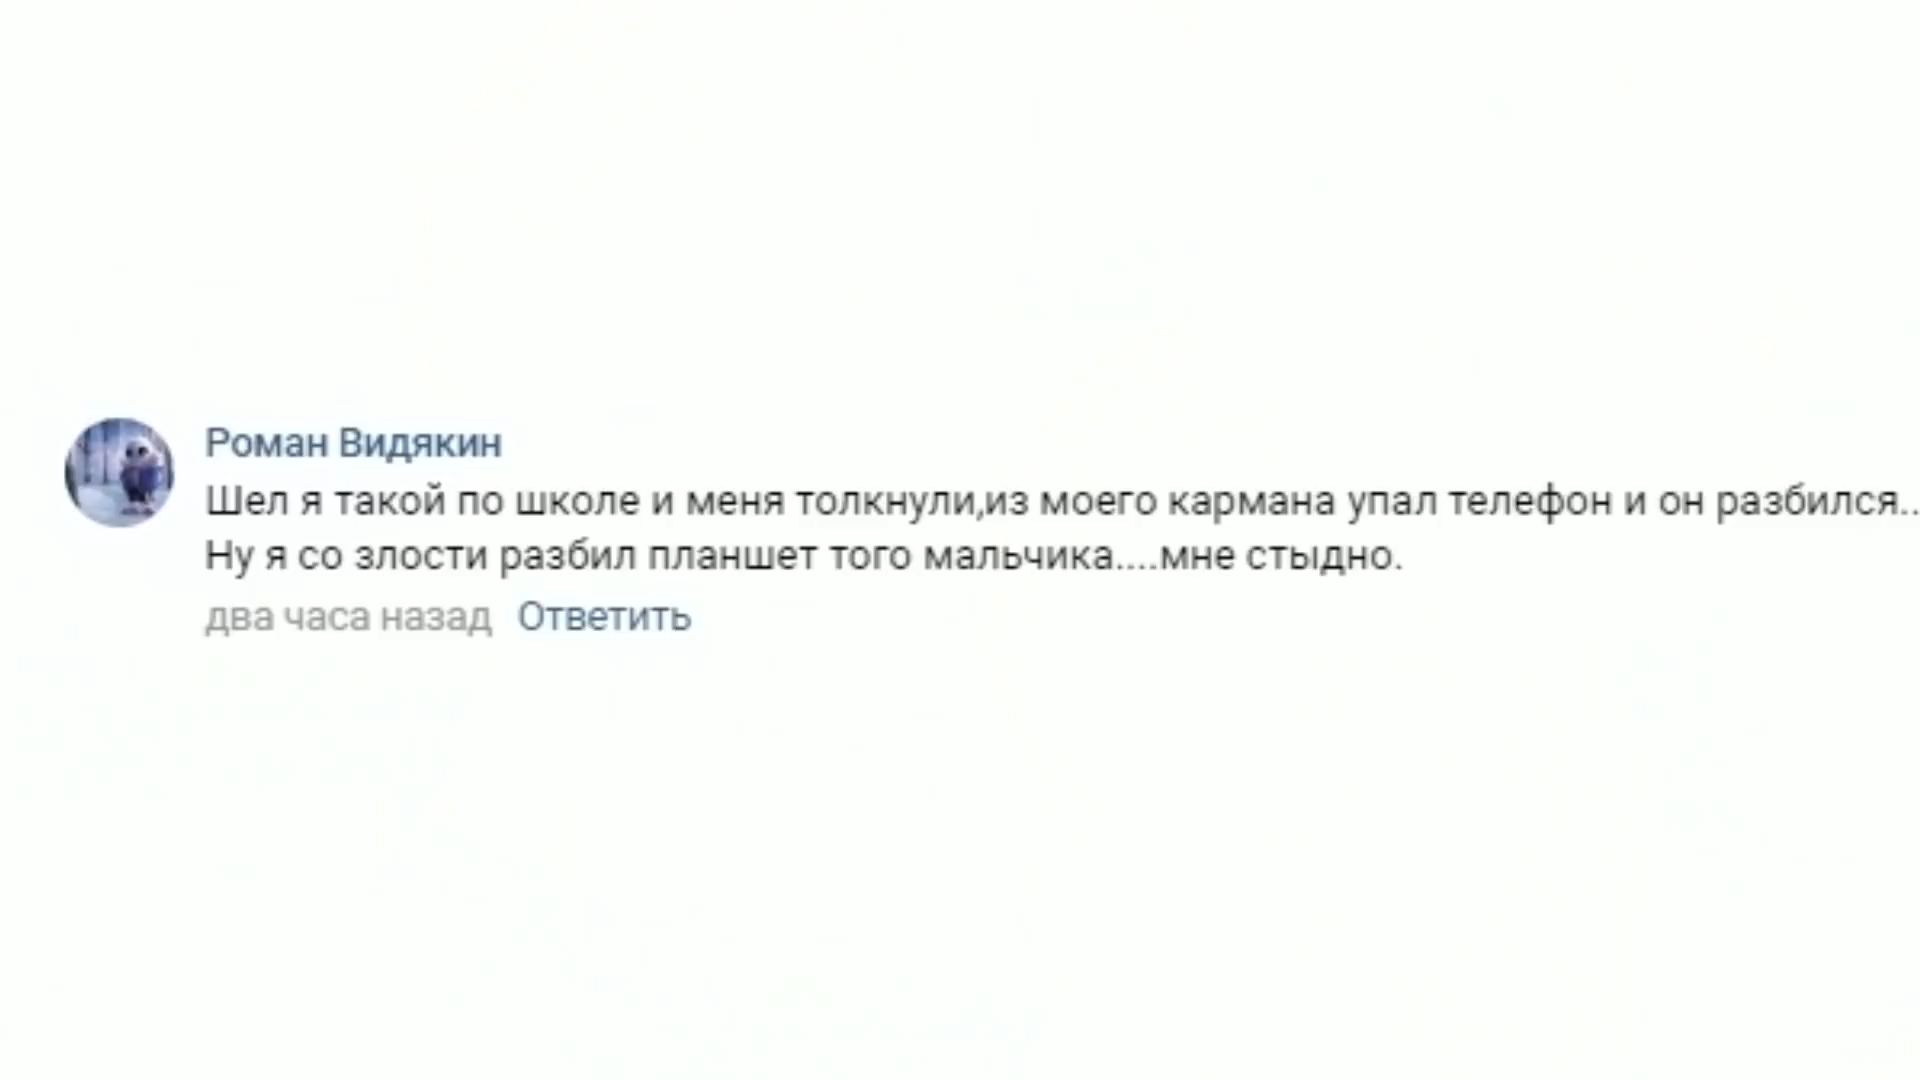 Роман Видякин
Шел я такой по школе и меня толкнули,из моего кармана упал телефон и он разбился..
Ну я со злости разбил планшет того мальчика....мне стыдно.
два часа назад Ответить